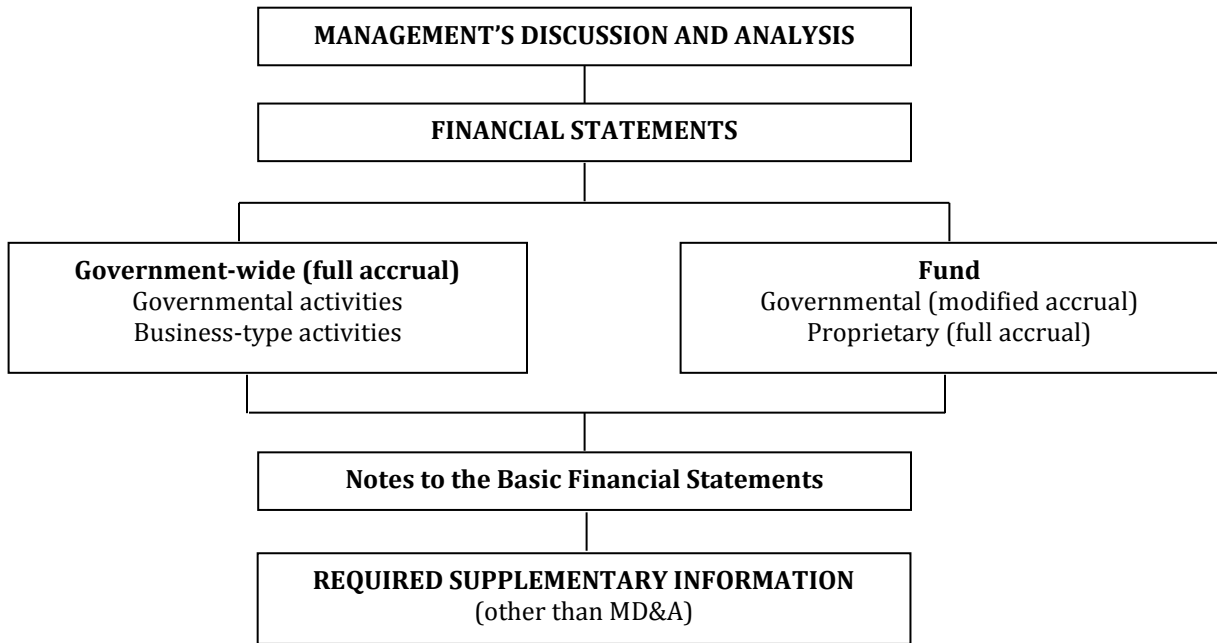 MANAGEMENT’S DISCUSSION AND ANALYSIS
FINANCIAL STATEMENTS
Government-wide (full accrual)
Governmental activities
Business-type activities
Fund
Governmental (modified accrual)
Proprietary (full accrual)
Notes to the Basic Financial Statements
REQUIRED SUPPLEMENTARY INFORMATION
(other than MD&A)